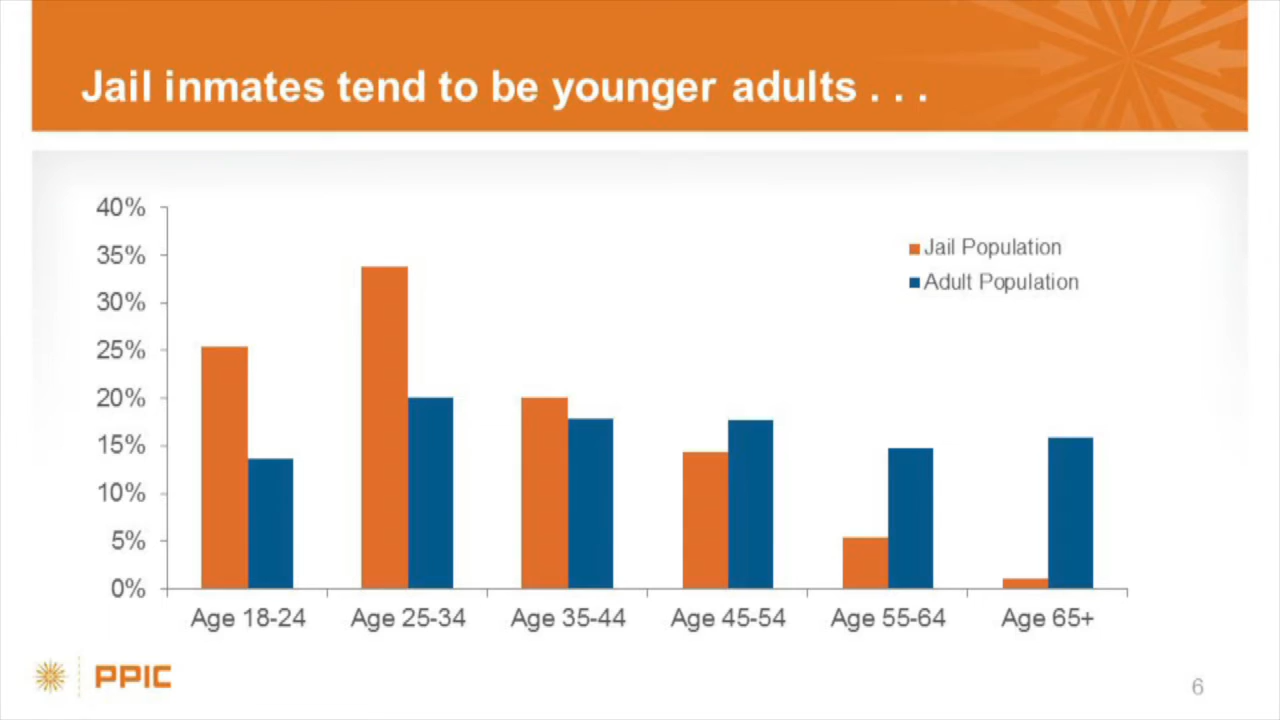 Jail inmates tend to be younger adults . . .
40%
35%
30%
25%
20%
15%
10%
5%
0%
Jail Population
Adult Population
Age 18-24
Age 25-34
Age 35-44
Age 45-54
Age 55-64
Age 65+
PPIC
6